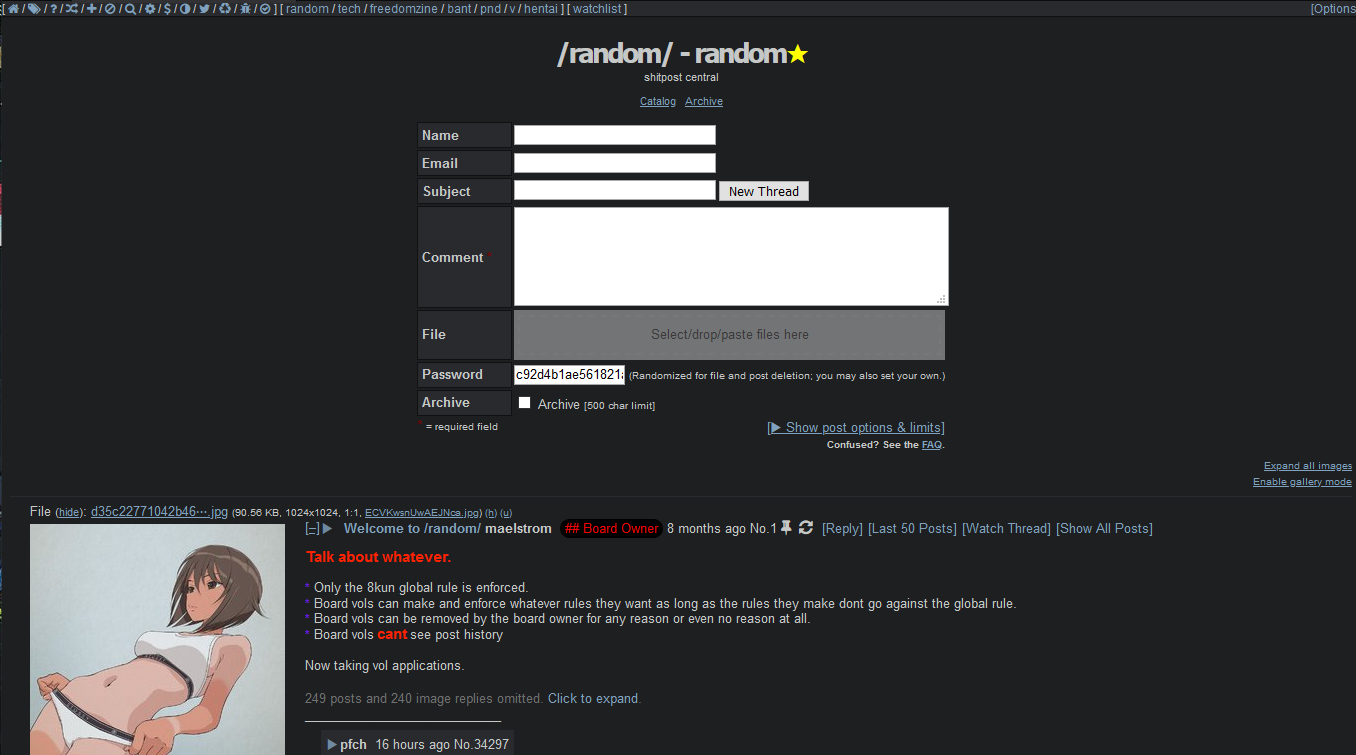 [ / / ? / / / / / / $ / / / / / ] [ random / tech / freedomzine / bant / pnd / v / hentai ] [ watchlist ] [Options
/random/ - random★
shitpost central
Catalog Archive
Name
Email
Subject New Thread
Comment *
File Select/drop/paste files here
Password c92d4b1ae561821 (Randomized for file and post deletion; you may also set your own.)
Archive Archive [500 char limit]
* = required field [▶ Show post options & limits]
Confused? See the FAQ.
Expand all images
Enable gallery mode
File (hide): d35c22771042b46⋯.jpg (90.56 KB, 1024x1024, 1:1, ECVKwsnUwAEJNca.jpg) (h) (u)
[–]▶ Welcome to /random/ maelstrom ## Board Owner 8 months ago No.1 [Reply] [Last 50 Posts] [Watch Thread] [Show All Posts]
Talk about whatever.
* Only the 8kun global rule is enforced.
* Board vols can make and enforce whatever rules they want as long as the rules they make dont go against the global rule.
* Board vols can be removed by the board owner for any reason or even no reason at all.
* Board vols cant see post history
Now taking vol applications.
249 posts and 240 image replies omitted. Click to expand.
▶pfch 16 hours ago No.34297